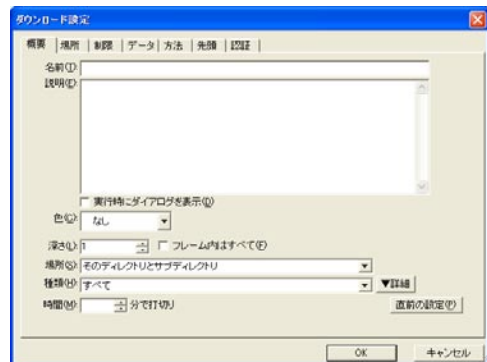 ダウンロード設定
概要 場所 制限 データ 方法 先頭 認証
名前(T):
説明(E):
実行時にダイアログを表示(D)
色(C): なし
深さ(L): 1 フレーム内はすべて(F)
場所(S): そのディレクトリとサブディレクトリ
種類(H): すべて ▼詳細
時間(M): 分で打切り 直前の設定(P)
OK キャンセル